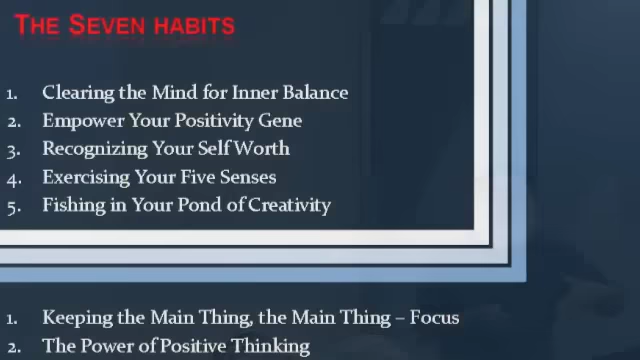 THE SEVEN HABITS
1. Clearing the Mind for Inner Balance
2. Empower Your Positivity Gene
3. Recognizing Your Self Worth
4. Exercising Your Five Senses
5. Fishing in Your Pond of Creativity
1. Keeping the Main Thing, the Main Thing – Focus
2. The Power of Positive Thinking